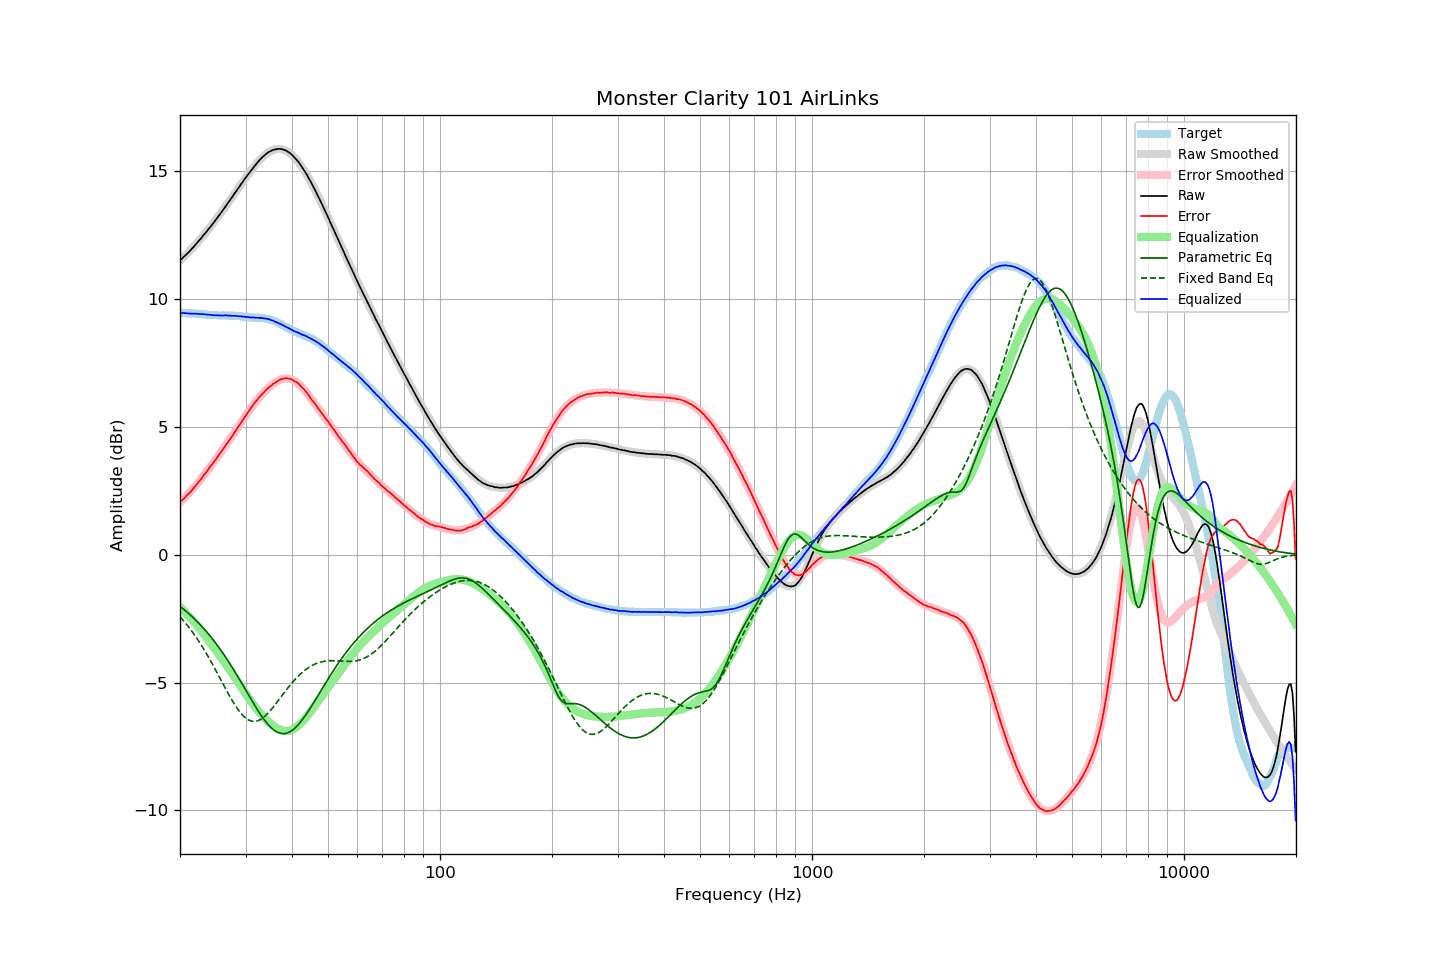 Monster Clarity 101 AirLinks
Target
Raw Smoothed
Error Smoothed
Raw
Error
Equalization
Parametric Eq
Fixed Band Eq
Equalized
Amplitude (dBr)
15
10
5
0
−5
−10
100
1000
10000
Frequency (Hz)